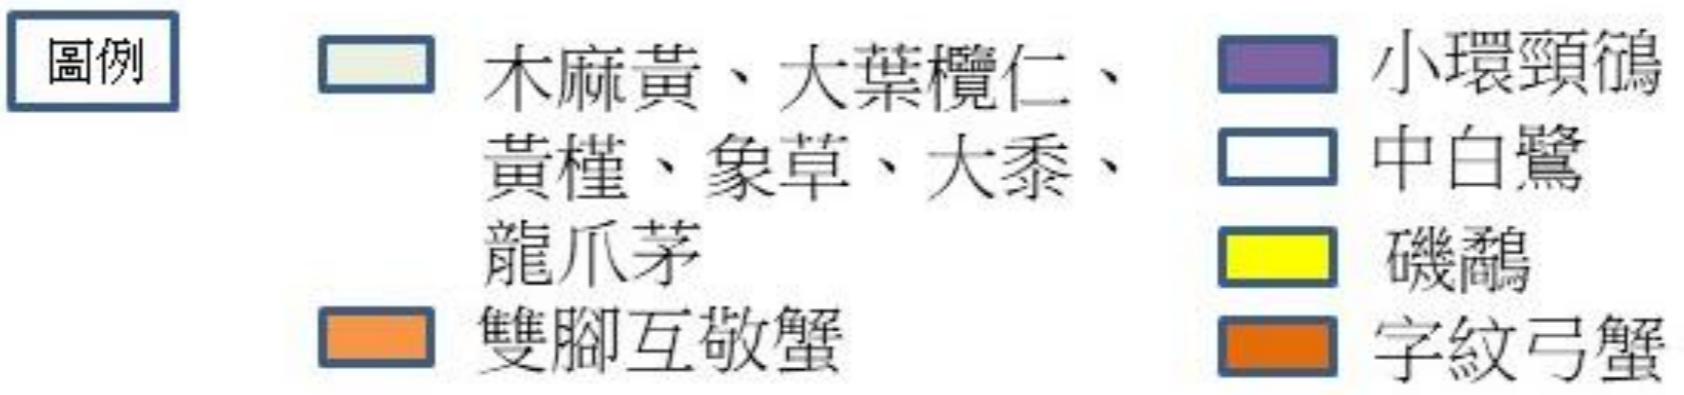 圖例
木麻黃、大葉欖仁、
黃槿、象草、大黍、
龍爪茅
雙腳互敬蟹
小環頸鴴
中白鷺
磯鷸
字紋弓蟹